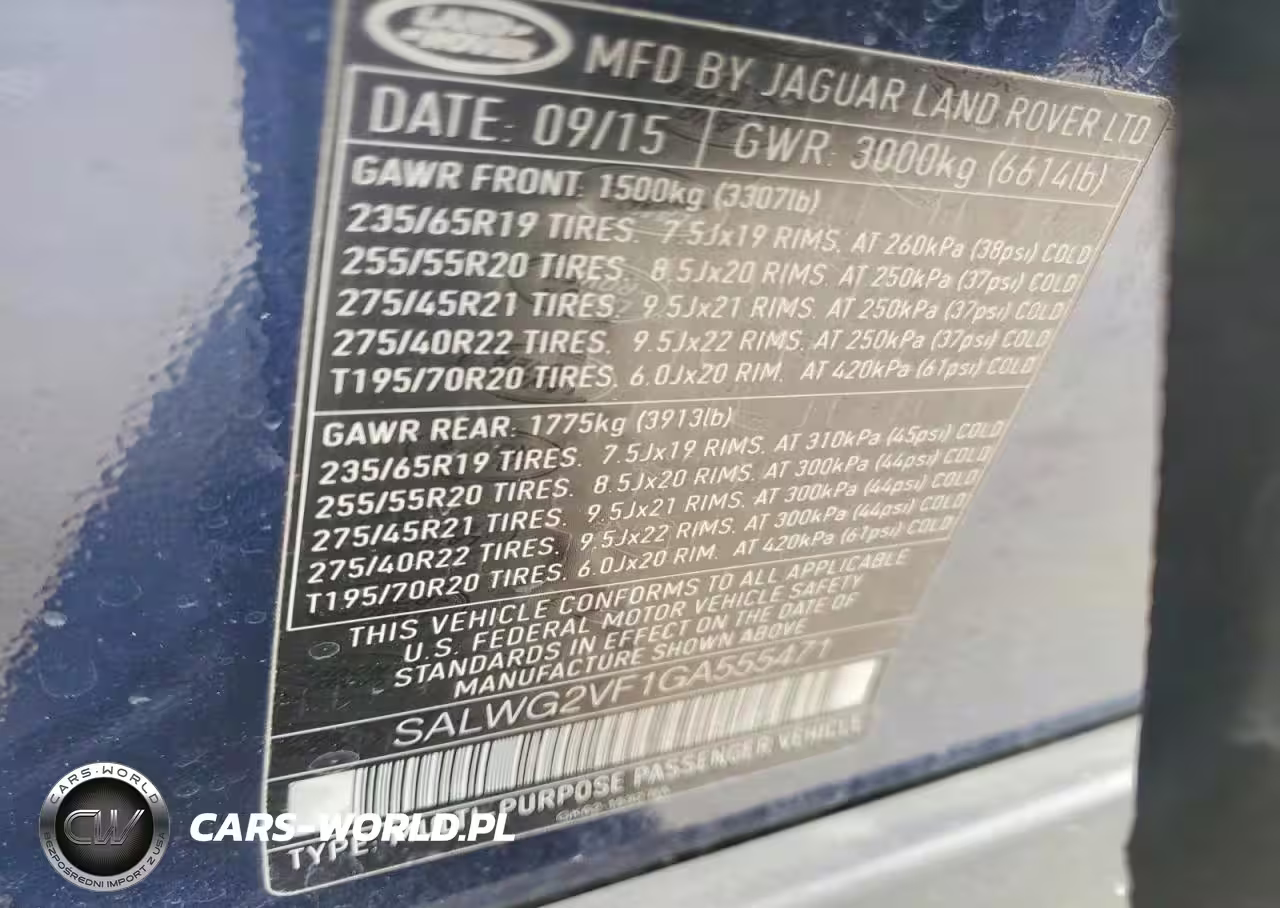 LAND-
-ROVER
MFD BY JAGUAR LAND ROVER LTD
DATE: 09/15 GWR: 3000kg (6614lb)
GAWR FRONT: 1500kg (3307lb)
235/65R19 TIRES. 7.5Jx19 RIMS. AT 260kPa (38psi) COLD
255/55R20 TIRES. 8.5Jx20 RIMS. AT 250kPa (37psi) COLD
275/45R21 TIRES. 9.5Jx21 RIMS. AT 250kPa (37psi) COLD
275/40R22 TIRES. 9.5Jx22 RIMS. AT 250kPa (37psi) COLD
T195/70R20 TIRES. 6.0Jx20 RIM. AT 420kPa (61psi) COLD
GAWR REAR: 1775kg (3913lb)
235/65R19 TIRES. 7.5Jx19 RIMS. AT 310kPa (45psi) COLD
255/55R20 TIRES. 8.5Jx20 RIMS. AT 300kPa (44psi) COLD
275/45R21 TIRES. 9.5Jx21 RIMS. AT 300kPa (44psi) COLD
275/40R22 TIRES. 9.5Jx22 RIMS. AT 300kPa (44psi) COLD
T195/70R20 TIRES. 6.0Jx20 RIM. AT 420kPa (61psi) COLD
THIS VEHICLE CONFORMS TO ALL APPLICABLE
U.S. FEDERAL MOTOR VEHICLE SAFETY
STANDARDS IN EFFECT ON THE DATE OF
MANUFACTURE SHOWN ABOVE
SALWG2VF1GA555471
TYPE: PURPOSE PASSENGER VEHICLE
CARS-WORLD
CW
BEZPOŚREDNI IMPORT Z USA
CARS-WORLD.PL